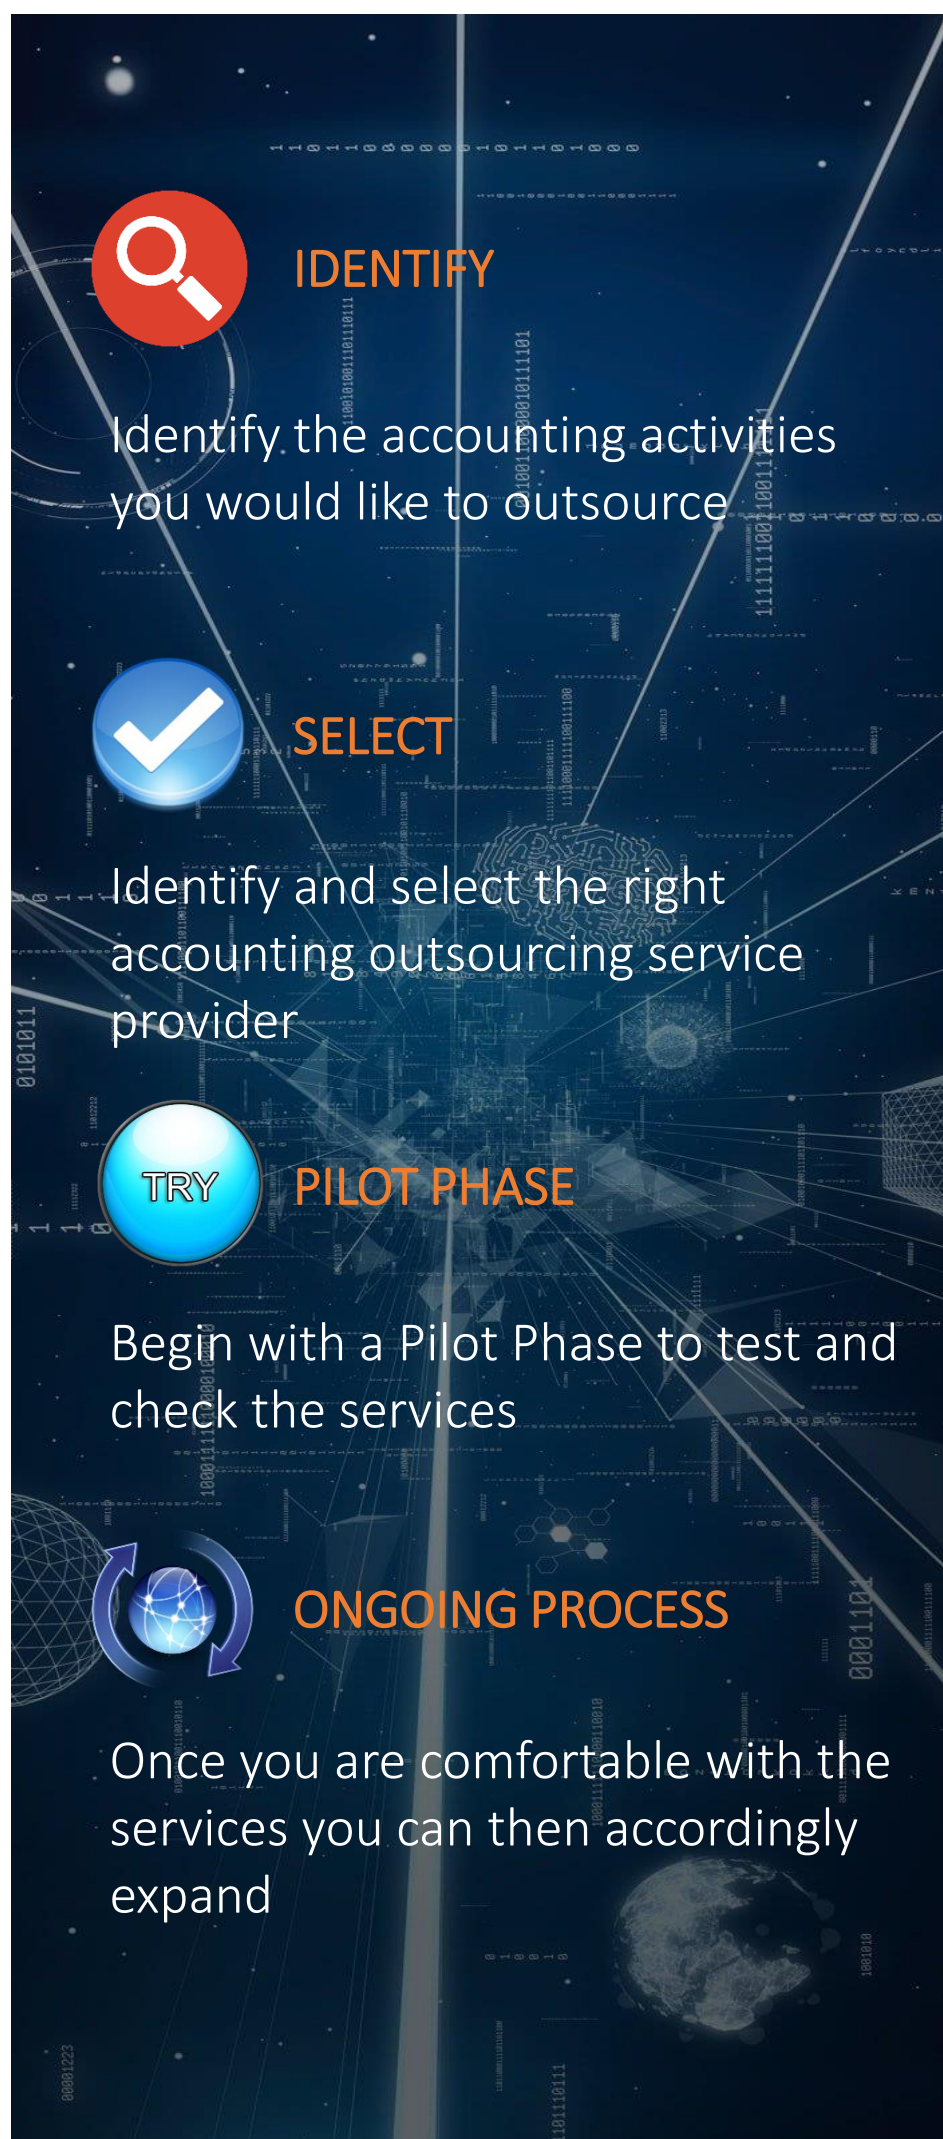 IDENTIFY
Identify the accounting activities
you would like to outsource
SELECT
Identify and select the right
accounting outsourcing service
provider
TRY
PILOT PHASE
Begin with a Pilot Phase to test and
check the services
ONGOING PROCESS
Once you are comfortable with the
services you can then accordingly
expand